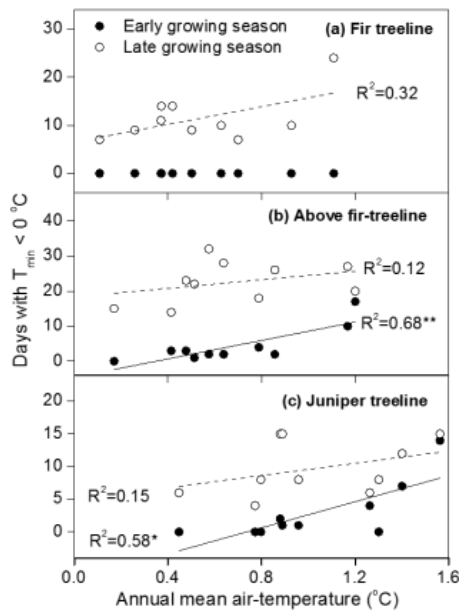 Early growing season
Late growing season
(a) Fir treeline
R²=0.32
30
20
10
0
(b) Above fir-treeline
R²=0.12
R²=0.68**
40
30
20
10
0
Days with T_min < 0 °C
(c) Juniper treeline
R²=0.15
R²=0.58*
20
15
10
5
0
0.0 0.4 0.8 1.2 1.6
Annual mean air-temperature (°C)